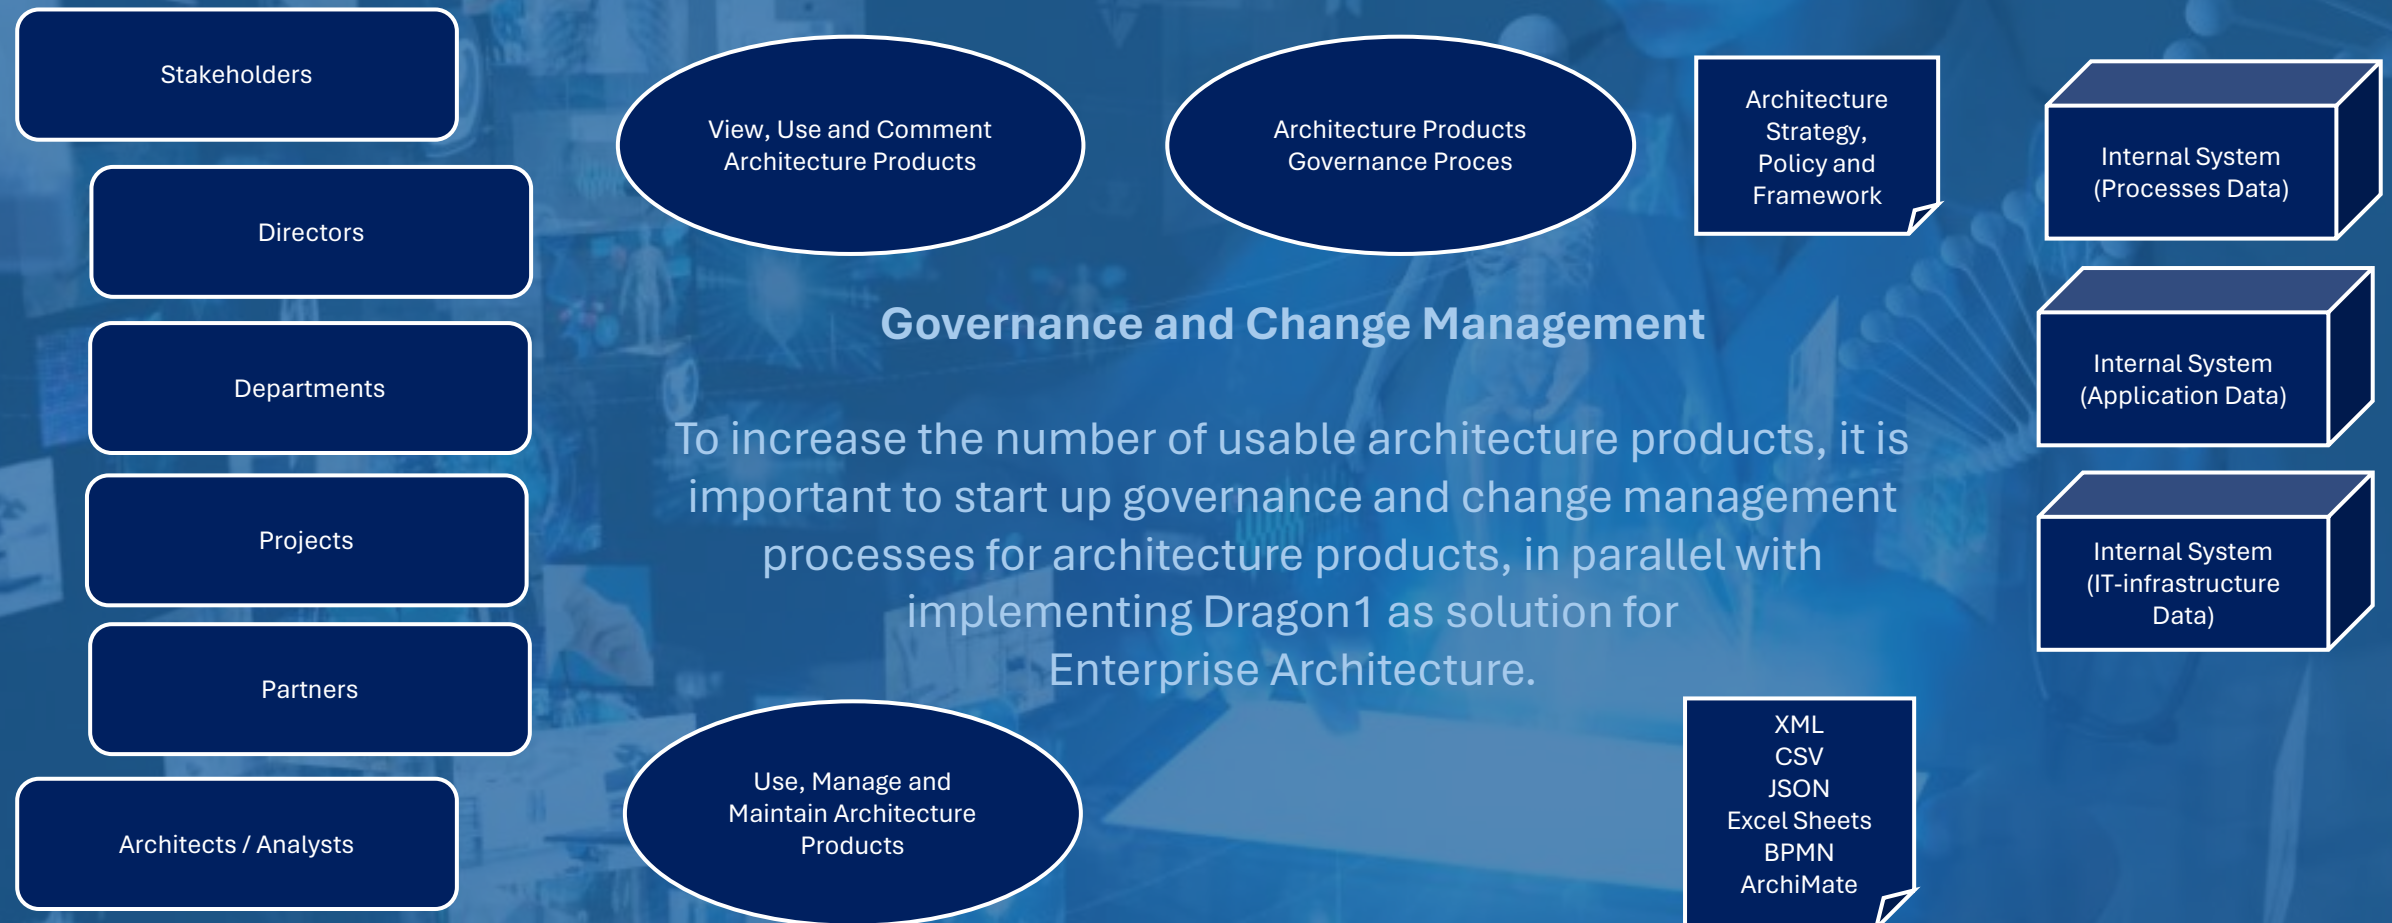 Stakeholders
Directors
Departments
Projects
Partners
Architects / Analysts
View, Use and Comment
Architecture Products
Architecture Products
Governance Proces
Architecture
Strategy,
Policy and
Framework
Internal System
(Processes Data)
Internal System
(Application Data)
Internal System
(IT-infrastructure
Data)
Governance and Change Management
To increase the number of usable architecture products, it is
important to start up governance and change management
processes for architecture products, in parallel with
implementing Dragon1 as solution for
Enterprise Architecture.
Use, Manage and
Maintain Architecture
Products
XML
CSV
JSON
Excel Sheets
BPMN
ArchiMate